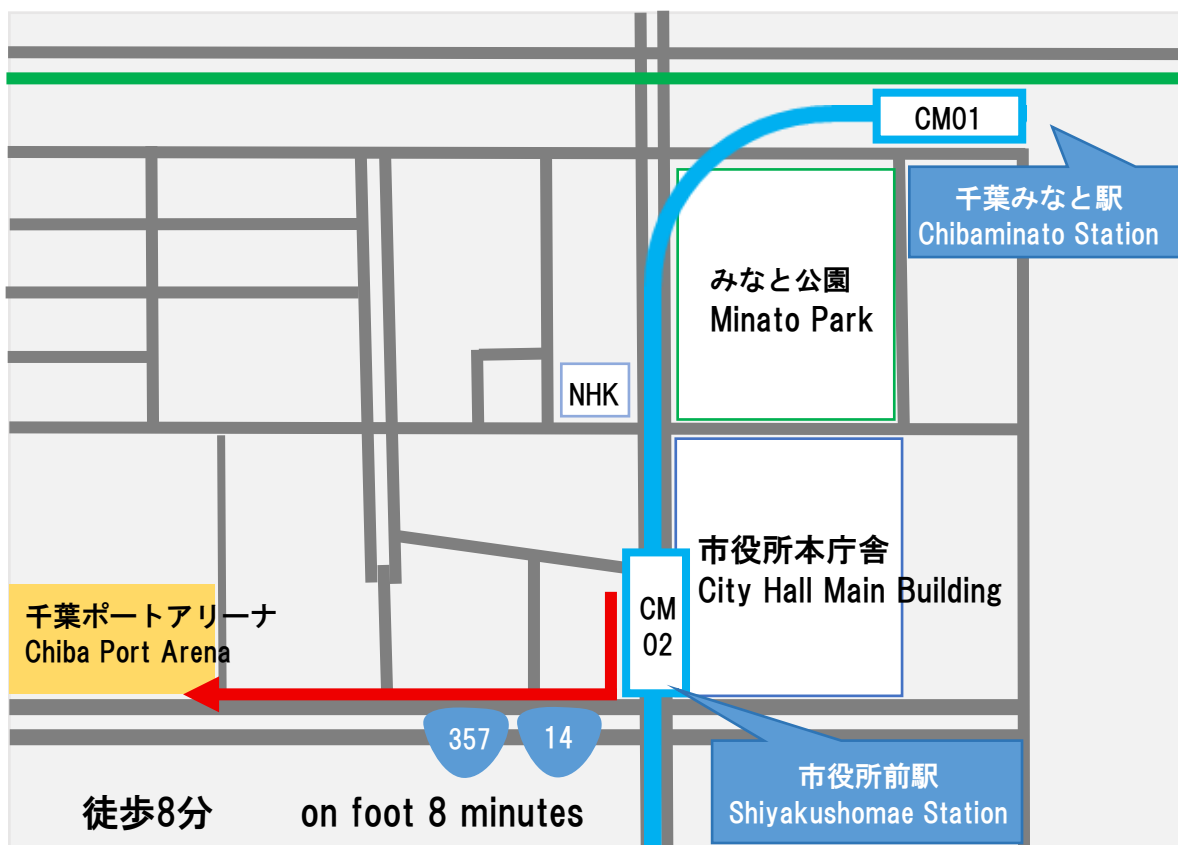 CM01
千葉みなと駅
Chibaminato Station
みなと公園
Minato Park
NHK
市役所本庁舎
City Hall Main Building
CM
02
千葉ポートアリーナ
Chiba Port Arena
357
14
市役所前駅
Shiyakushomae Station
徒歩8分 on foot 8 minutes